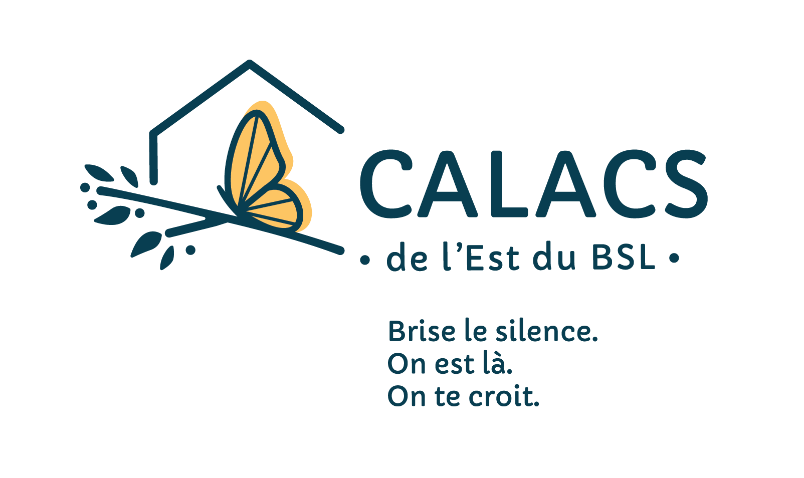 CALACS
• de l’Est du BSL •
Brise le silence.
On est là.
On te croit.